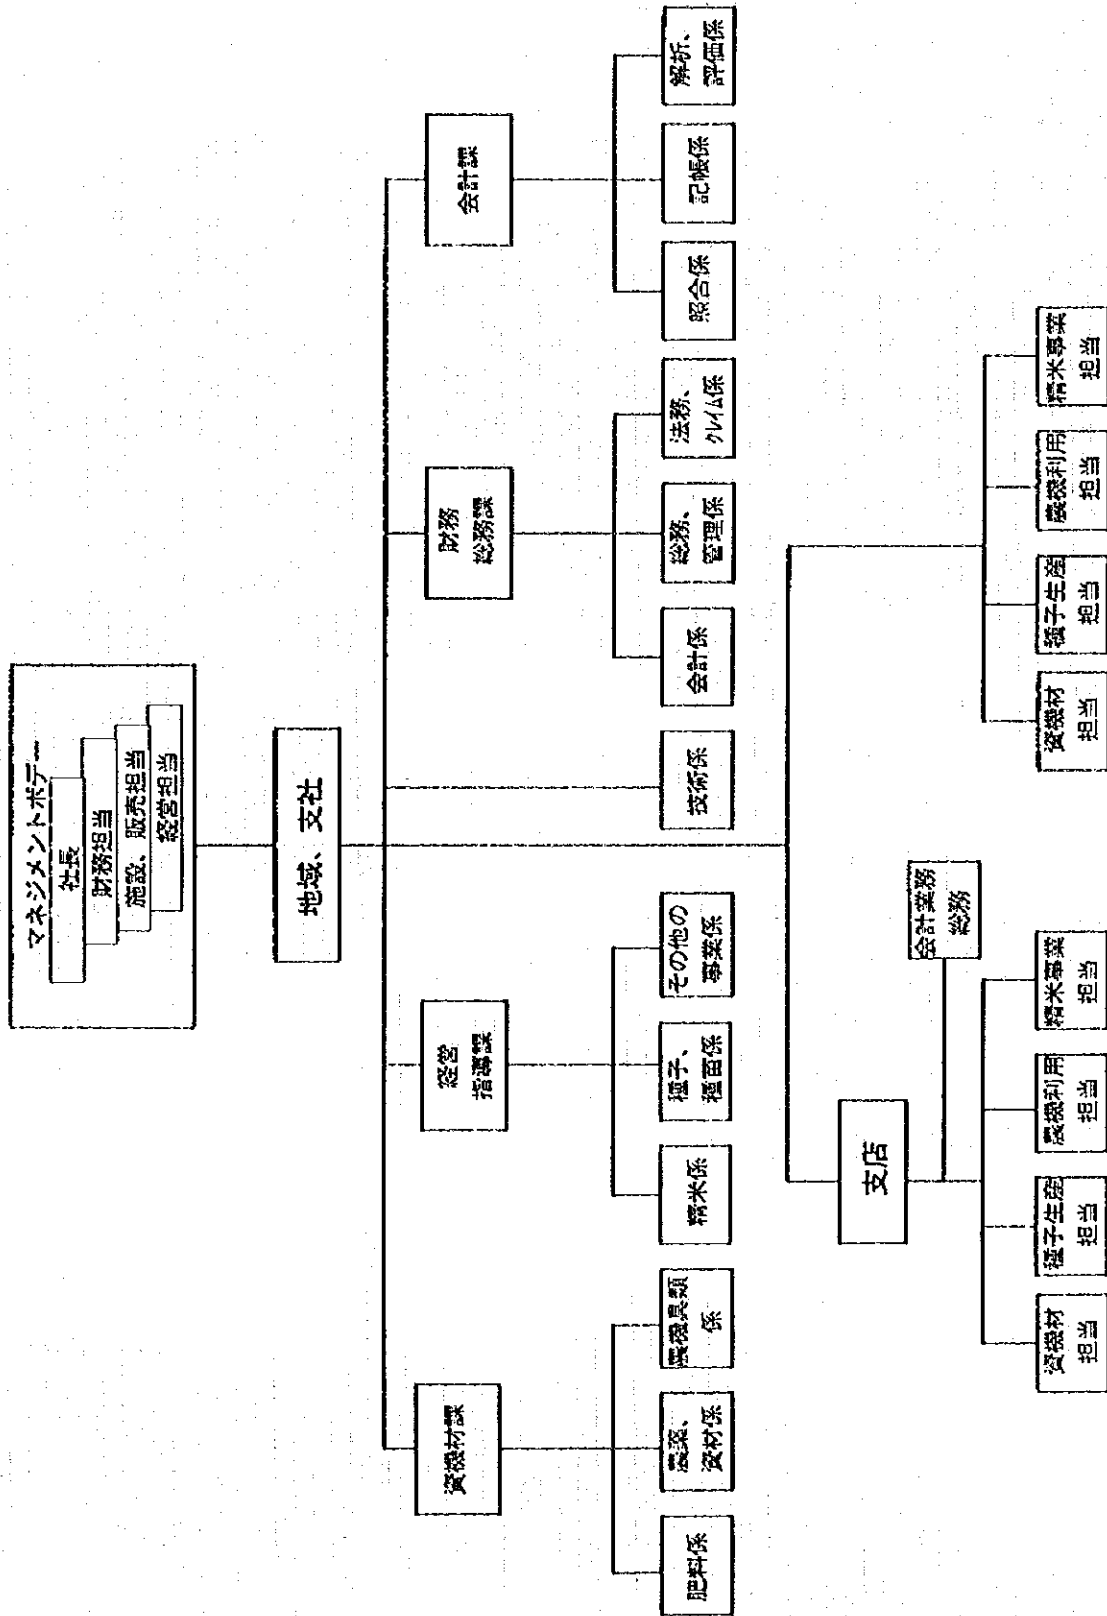 マネジメントボデー
社長
財務担当
施設、販売担当
経営担当
地域、支社
資機材課
経営
指導課
財務
総務課
会計課
肥料係
農薬、
資材係
農機具類
係
精米係
種子、
種苗係
その他の
事業係
技術係
会計係
総務、
管理係
法務、
クレイム係
照合係
記帳係
解析、
評価係
支店
会計業務
総務
資機材
担当
種子生産
担当
農機利用
担当
精米事業
担当
資機材
担当
種子生産
担当
農機利用
担当
精米事業
担当